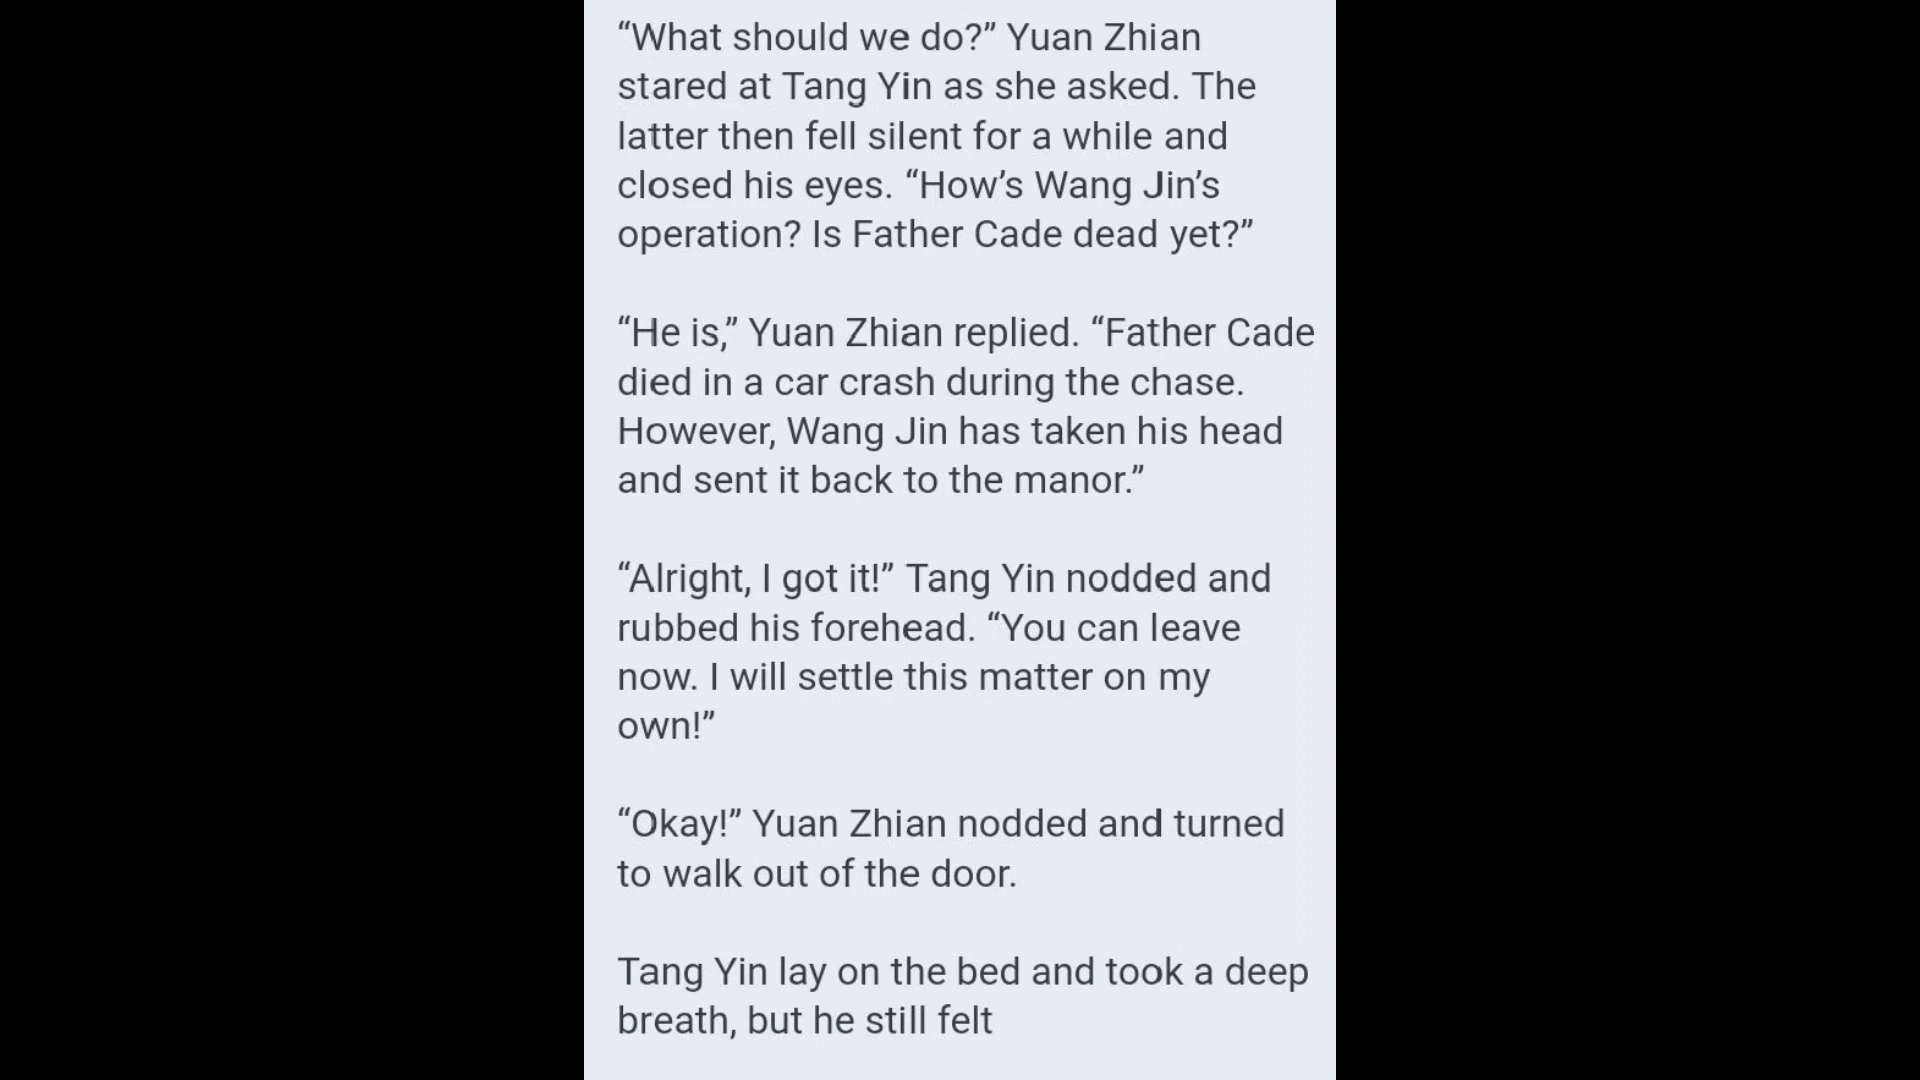 “What should we do?” Yuan Zhian
stared at Tang Yin as she asked. The
latter then fell silent for a while and
closed his eyes. “How’s Wang Jin’s
operation? Is Father Cade dead yet?”
“He is,” Yuan Zhian replied. “Father Cade
died in a car crash during the chase.
However, Wang Jin has taken his head
and sent it back to the manor.”
“Alright, I got it!” Tang Yin nodded and
rubbed his forehead. “You can leave
now. I will settle this matter on my
own!”
“Okay!” Yuan Zhian nodded and turned
to walk out of the door.
Tang Yin lay on the bed and took a deep
breath, but he still felt